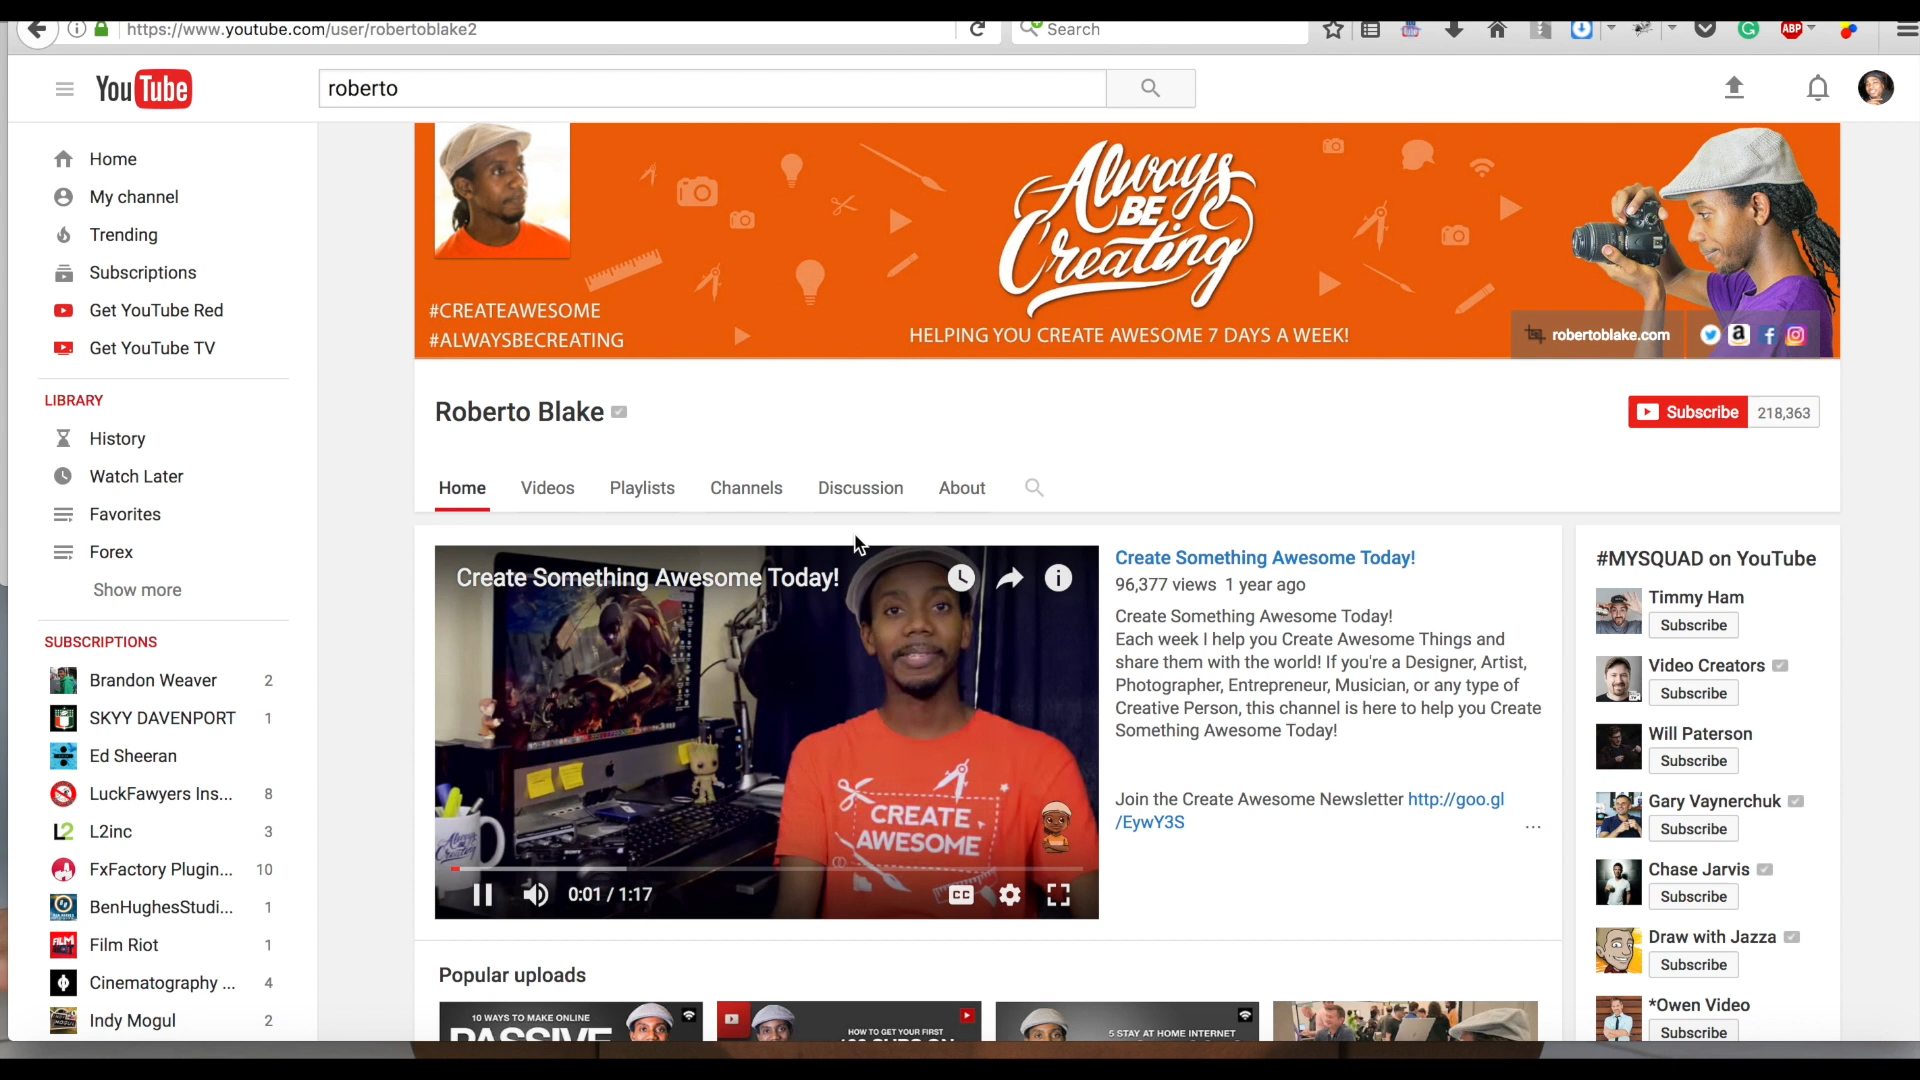 https://www.youtube.com/user/robertoblake2
Search
ABP
YouTube
roberto
Home
My channel
Trending
Subscriptions
Get YouTube Red
Get YouTube TV
LIBRARY
History
Watch Later
Favorites
Forex
Show more
SUBSCRIPTIONS
Brandon Weaver 2
SKYY DAVENPORT 1
Ed Sheeran
LuckFawyers Ins... 8
L2inc 3
FxFactory Plugin... 10
BenHughesStudi... 1
Film Riot 1
Cinematography ... 4
Indy Mogul 2
Always
BE
Creating
#CREATEAWESOME
#ALWAYSBECREATING
HELPING YOU CREATE AWESOME 7 DAYS A WEEK!
robertoblake.com
Roberto Blake
Subscribe 218,363
Home Videos Playlists Channels Discussion About
Create Something Awesome Today!
CREATE
AWESOME
Always
Creating
0:01 / 1:17
CC
Create Something Awesome Today!
96,377 views 1 year ago
Create Something Awesome Today!
Each week I help you Create Awesome Things and
share them with the world! If you're a Designer, Artist,
Photographer, Entrepreneur, Musician, or any type of
Creative Person, this channel is here to help you Create
Something Awesome Today!
Join the Create Awesome Newsletter http://goo.gl
/EywY3S
...
Popular uploads
10 WAYS TO MAKE ONLINE
PASSIVE
HOW TO GET YOUR FIRST
5 STAY AT HOME INTERNET
#MYSQUAD on YouTube
Timmy Ham
Subscribe
Video Creators
Subscribe
Will Paterson
Subscribe
Gary Vaynerchuk
Subscribe
Chase Jarvis
Subscribe
Draw with Jazza
Subscribe
*Owen Video
Subscribe